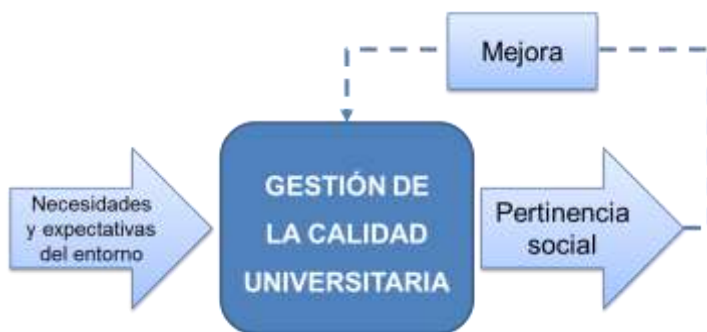 Mejora
Necesidades
y expectativas
del entorno
GESTIÓN DE
LA CALIDAD
UNIVERSITARIA
Pertinencia
social